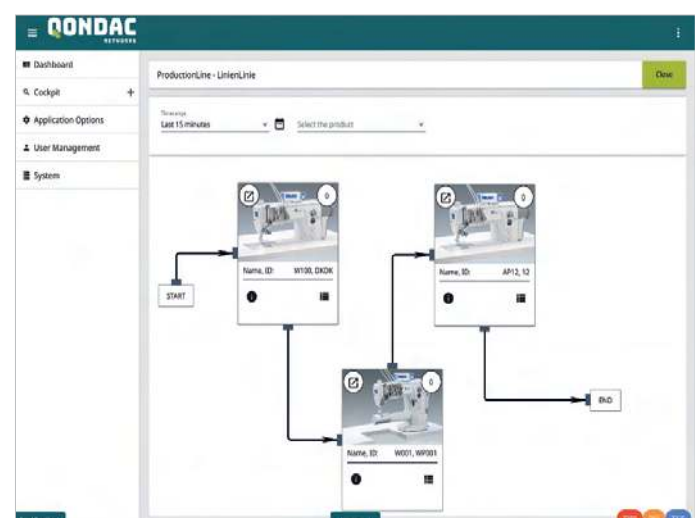 QONDAC
NETWORKS
Dashboard
Cockpit +
Application Options
User Management
System
ProductionLine - LinienLinie
Close
Timerange
Last 15 minutes
Select the product
0
Name, ID: W100, DKDK
0
Name, ID: AP12, 12
START
END
0
Name, ID: W001, WP001